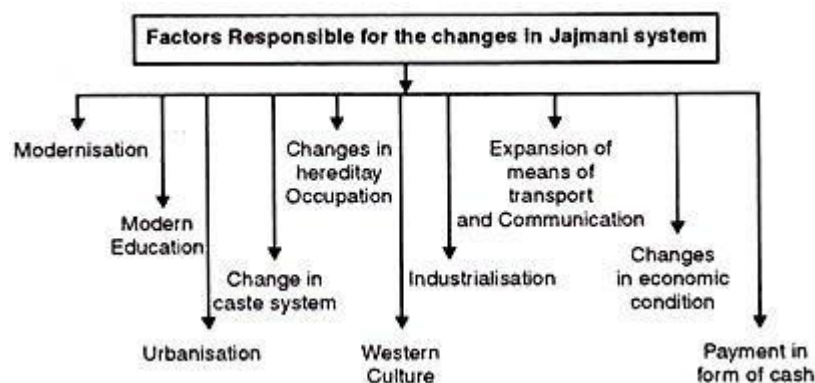 Factors Responsible for the changes in Jajmani system
Modernisation
Modern
Education
Urbanisation
Change in
caste system
Changes in
hereditay
Occupation
Western
Culture
Industrialisation
Expansion of
means of
transport
and Communication
Changes
in economic
condition
Payment in
form of cash